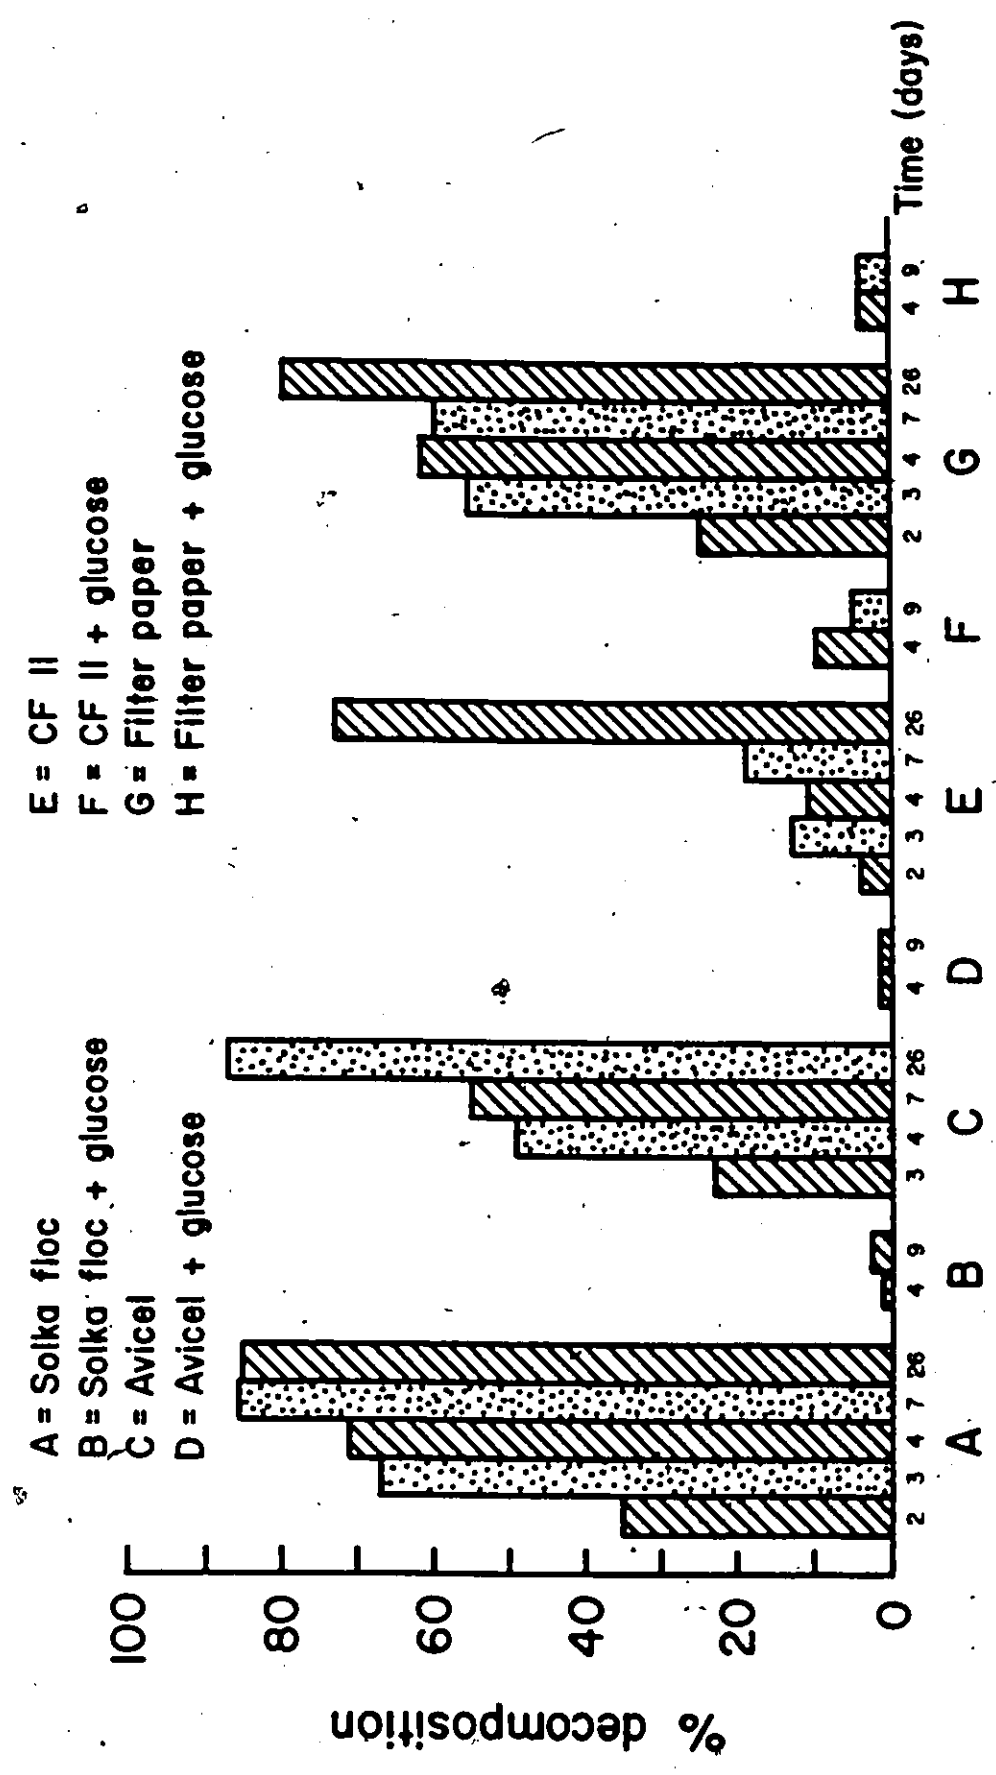 A = Solka floc
B = Solka floc + glucose
C = Avicel
D = Avicel + glucose
E = CF II
F = CF II + glucose
G = Filter paper
H = Filter paper + glucose
% decomposition
100
80
60
40
20
0
2 3 4 7 26 4 9 3 4 7 26 4 9 2 3 4 7 26 4 9 2 3 4 7 26 4 9 Time (days)
A B C D E F G H